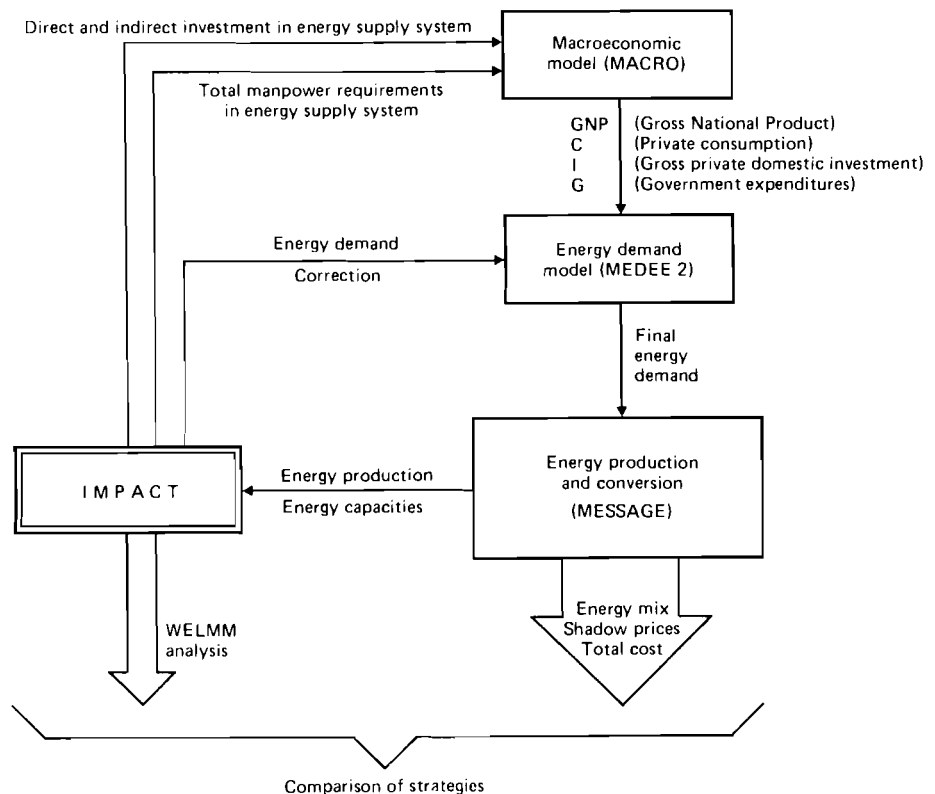 Direct and indirect investment in energy supply system
Macroeconomic
model (MACRO)
Total manpower requirements
in energy supply system
GNP (Gross National Product)
C (Private consumption)
I (Gross private domestic investment)
G (Government expenditures)
Energy demand
Correction
Energy demand
model (MEDEE 2)
Final
energy
demand
IMPACT
Energy production
Energy capacities
Energy production
and conversion
(MESSAGE)
WELMM
analysis
Energy mix
Shadow prices
Total cost
Comparison of strategies